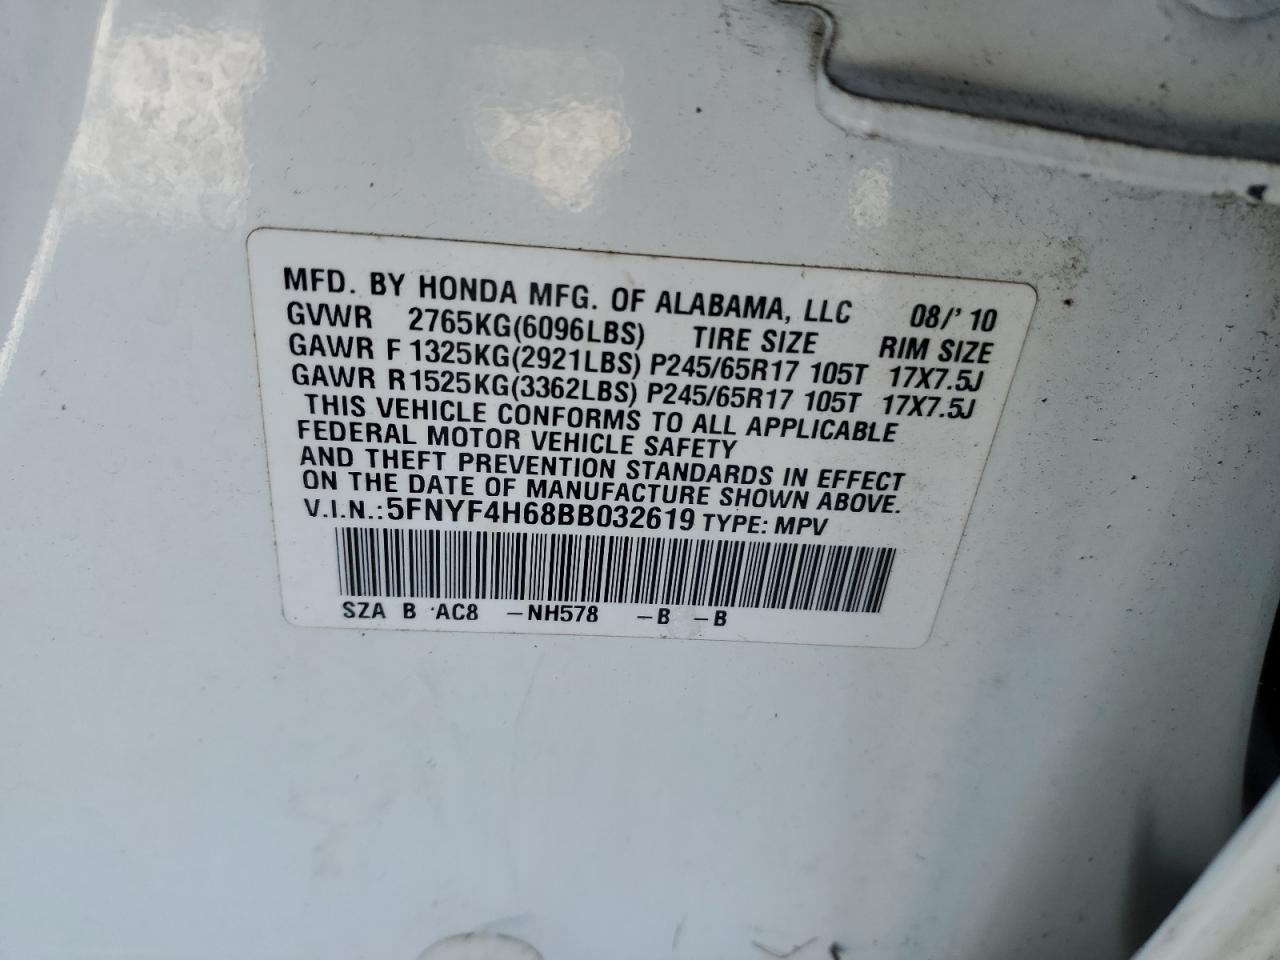 MFD. BY HONDA MFG. OF ALABAMA, LLC 08/' 10
GVWR 2765KG(6096LBS) TIRE SIZE RIM SIZE
GAWR F 1325KG(2921LBS) P245/65R17 105T 17X7.5J
GAWR R1525KG(3362LBS) P245/65R17 105T 17X7.5J
THIS VEHICLE CONFORMS TO ALL APPLICABLE
FEDERAL MOTOR VEHICLE SAFETY
AND THEFT PREVENTION STANDARDS IN EFFECT
ON THE DATE OF MANUFACTURE SHOWN ABOVE.
V.I.N.:5FNYF4H68BB032619 TYPE: MPV
SZA B AC8 -NH578 -B -B